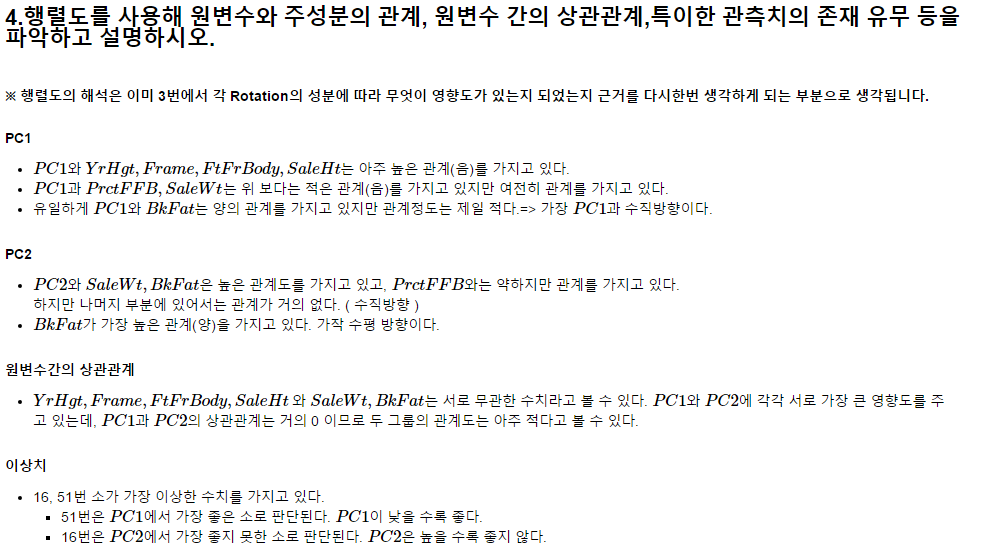 4.행렬도를 사용해 원변수와 주성분의 관계, 원변수 간의 상관관계,특이한 관측치의 존재 유무 등을
파악하고 설명하시오.
※ 행렬도의 해석은 이미 3번에서 각 Rotation의 성분에 따라 무엇이 영향도가 있는지 되었는지 근거를 다시한번 생각하게 되는 부분으로 생각됩니다.
PC1
• PC1와 YrHgt, Frame, FtFrBody, SaleHt는 아주 높은 관계(음)를 가지고 있다.
• PC1과 PrctFFB, SaleWt는 위 보다는 적은 관계(음)를 가지고 있지만 여전히 관계를 가지고 있다.
• 유일하게 PC1와 BkFat는 양의 관계를 가지고 있지만 관계정도는 제일 적다.=> 가장 PC1과 수직방향이다.
PC2
• PC2와 SaleWt, BkFat은 높은 관계도를 가지고 있고, PrctFFB와는 약하지만 관계를 가지고 있다.
하지만 나머지 부분에 있어서는 관계가 거의 없다. ( 수직방향 )
• BkFat가 가장 높은 관계(양)을 가지고 있다. 가작 수평 방향이다.
원변수간의 상관관계
• YrHgt, Frame, FtFrBody, SaleHt 와 SaleWt, BkFat는 서로 무관한 수치라고 볼 수 있다. PC1와 PC2에 각각 서로 가장 큰 영향도를 주
고 있는데, PC1과 PC2의 상관관계는 거의 0 이므로 두 그룹의 관계도는 아주 적다고 볼 수 있다.
이상치
• 16, 51번 소가 가장 이상한 수치를 가지고 있다.
▪ 51번은 PC1에서 가장 좋은 소로 판단된다. PC1이 낮을 수록 좋다.
▪ 16번은 PC2에서 가장 좋지 못한 소로 판단된다. PC2은 높을 수록 좋지 않다.